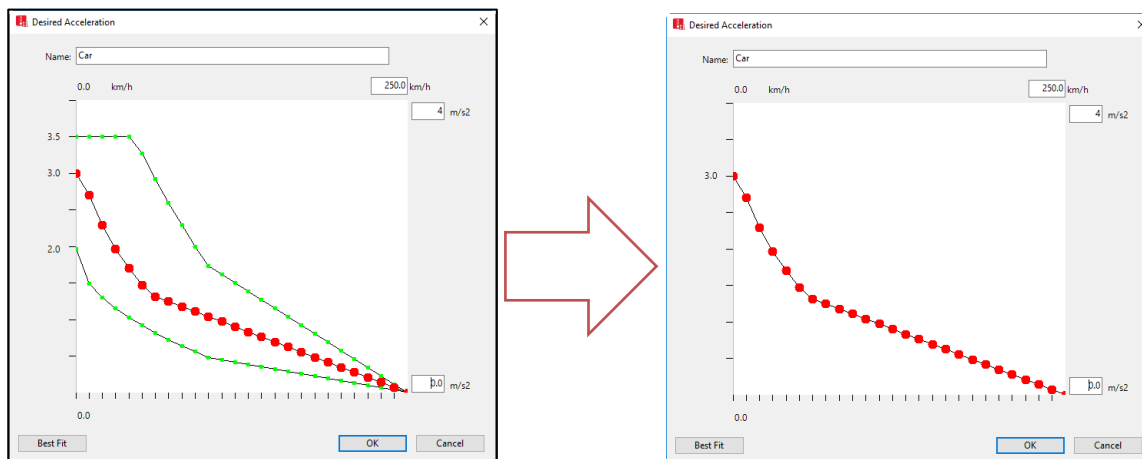 Desired Acceleration
Name: Car
0.0 km/h 250.0 km/h
4 m/s2
3.5
3.0
2.0
0.0 m/s2
0.0
Best Fit OK Cancel
Desired Acceleration
Name: Car
0.0 km/h 250.0 km/h
4 m/s2
3.0
0.0 m/s2
0.0
Best Fit OK Cancel